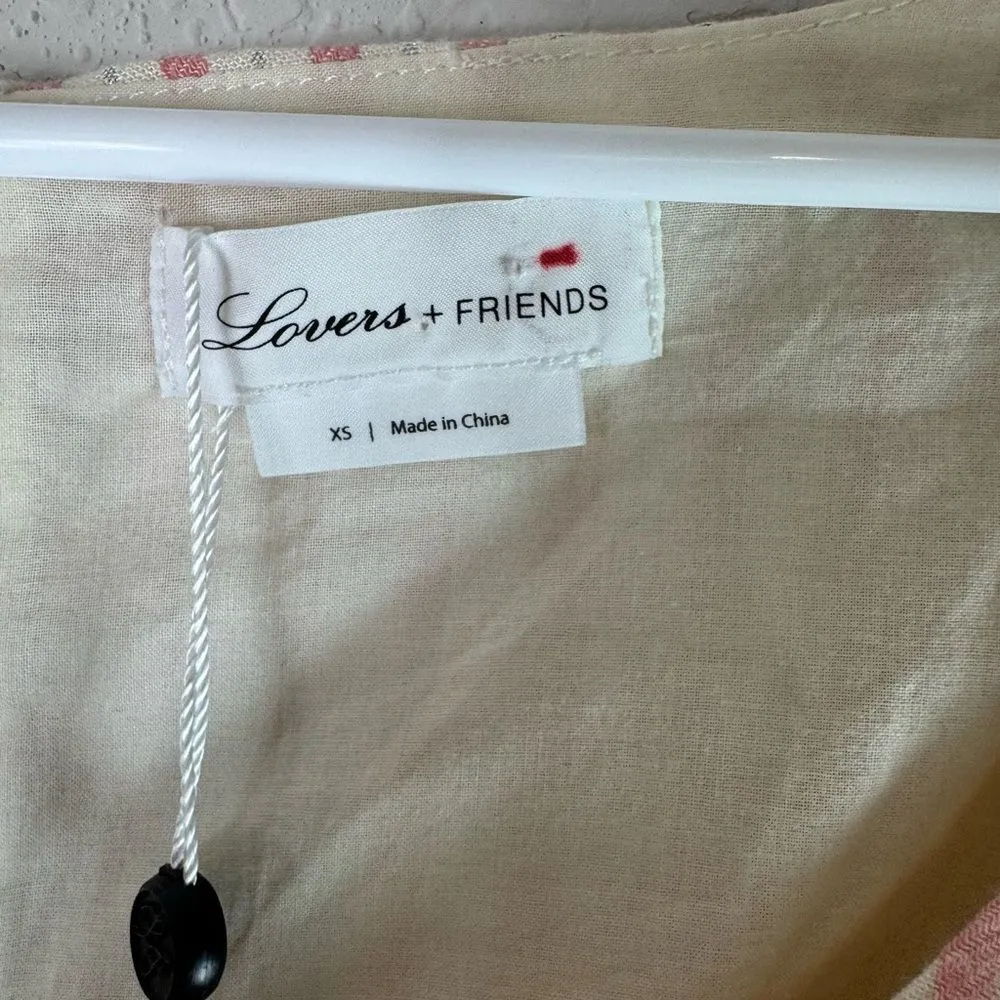 Lovers + FRIENDS
XS | Made in China